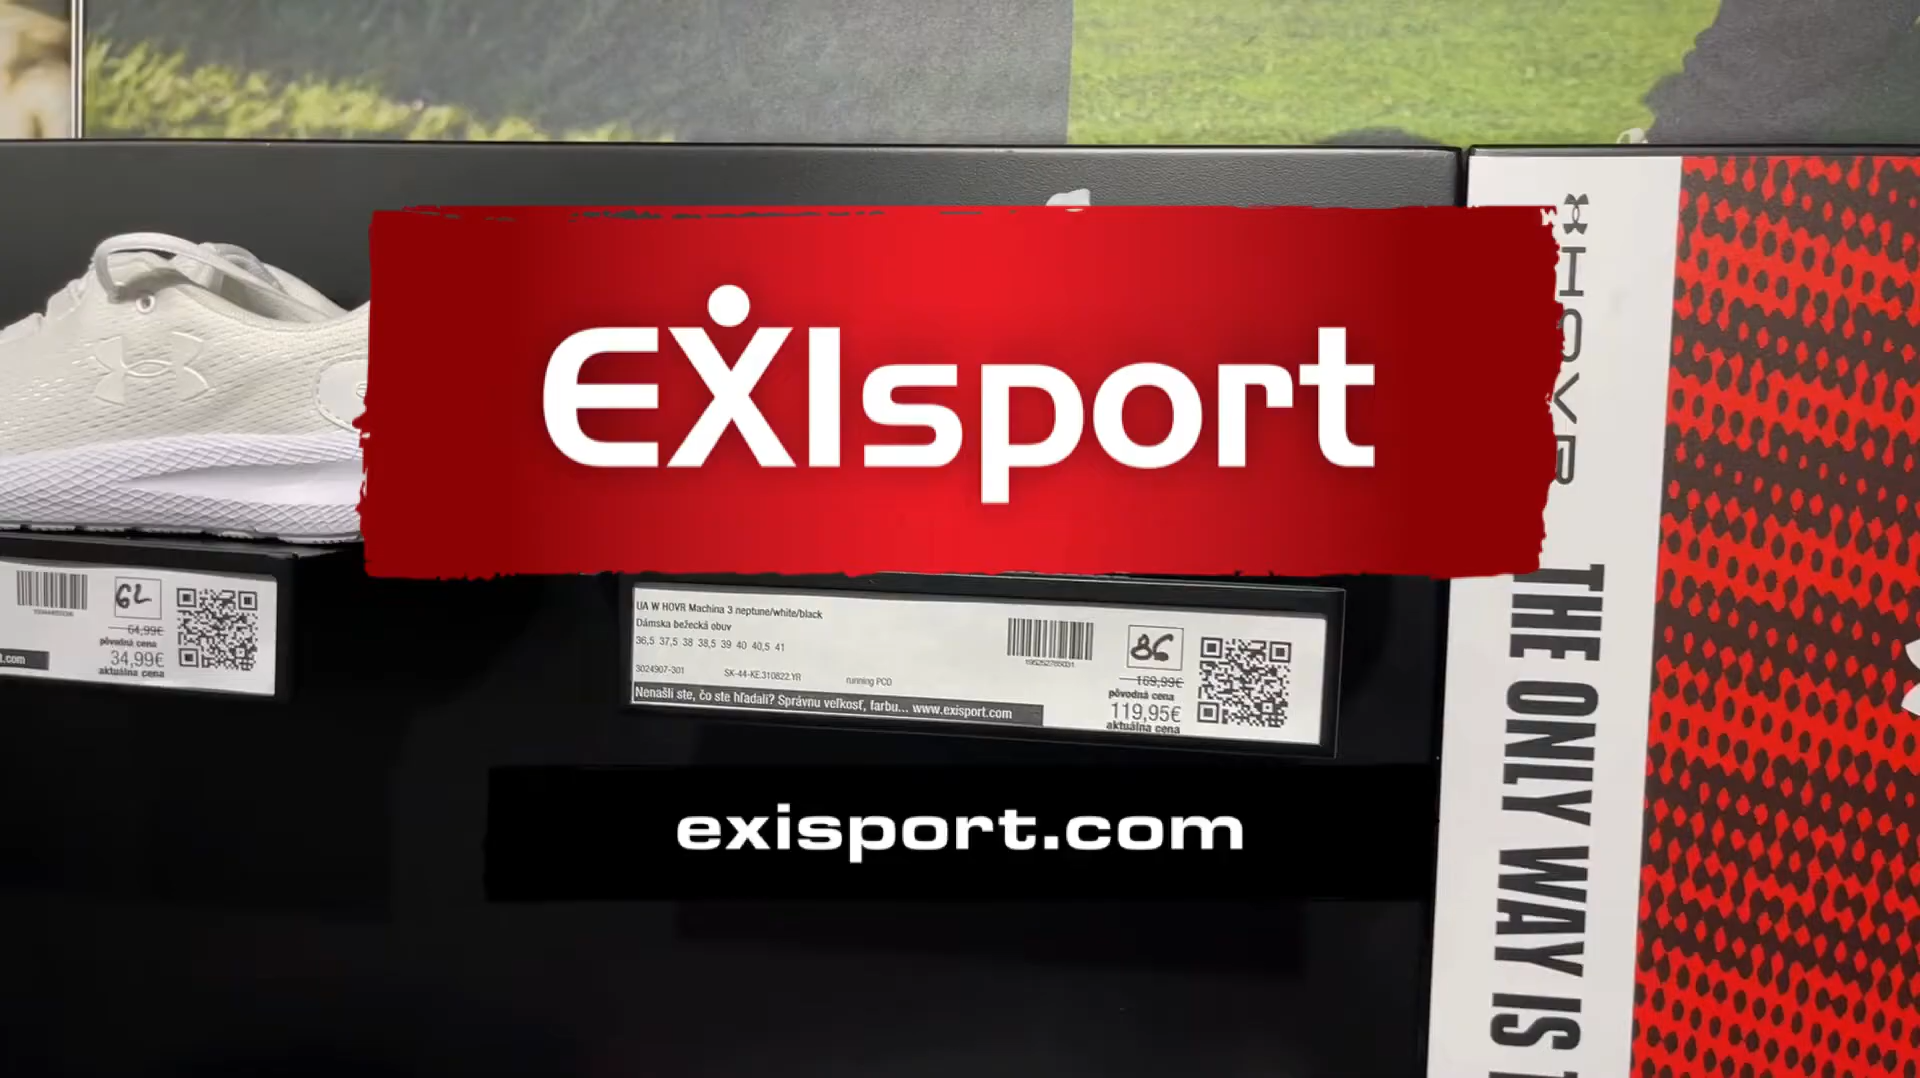 EXIsport
HOVR
62
64,99€
pôvodná cena
34,99€
aktuálna cena
t.com
UA W HOVR Machina 3 neptune/white/black
Dámska bežecká obuv
36,5 37,5 38 38,5 39 40 40,5 41
3024907-301 SK-44-KE.310822.YR running PCO
Nenašli ste, čo ste hľadali? Správnu veľkosť, farbu... www.exisport.com
86
169,99€
pôvodná cena
119,95€
aktuálna cena
exisport.com
THE ONLY WAY IS